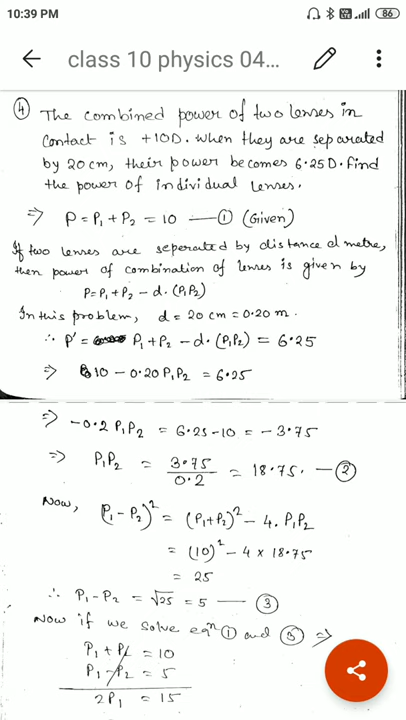 10:39 PM 86
class 10 physics 04...
④ The combined power of two lenses in
contact is +10D. When they are separated
by 20 cm, their power becomes 6.25 D. Find
the power of individual lenses.
⇒ P = P₁ + P₂ = 10 — ① (Given)
If two lenses are seperated by distance d metre,
then power of combination of lenses is given by
P = P₁ + P₂ - d. (P₁P₂)
In this problem, d = 20 cm = 0.20 m.
∴ P' = P₁ + P₂ - d. (P₁P₂) = 6.25
⇒ 10 - 0.20 P₁P₂ = 6.25
⇒ -0.2 P₁P₂ = 6.25 - 10 = -3.75
⇒ P₁P₂ = 3.75/0.2 = 18.75. — ②
Now, (P₁ - P₂)² = (P₁+P₂)² - 4. P₁P₂
= (10)² - 4 × 18.75
= 25
∴ P₁ - P₂ = √25 = 5 — ③
Now if we solve eqⁿ ① and ③ ⇒
P₁ + P₂ = 10
P₁ - P₂ = 5
2P₁ = 15